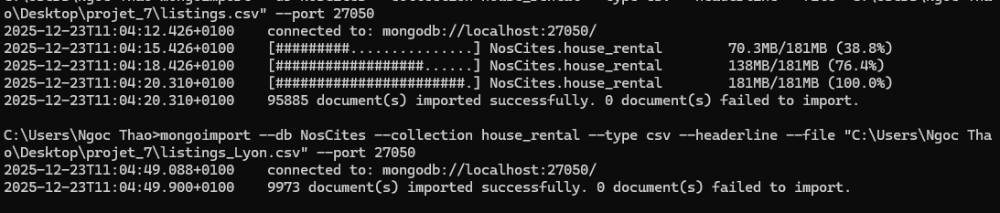 o\Desktop\projet_7\listings.csv" --port 27050
2025-12-23T11:04:12.426+0100    connected to: mongodb://localhost:27050/
2025-12-23T11:04:15.426+0100    [#########...............] NosCites.house_rental        70.3MB/181MB (38.8%)
2025-12-23T11:04:18.426+0100    [##################......] NosCites.house_rental        138MB/181MB (76.4%)
2025-12-23T11:04:20.310+0100    [#######################.] NosCites.house_rental        181MB/181MB (100.0%)
2025-12-23T11:04:20.310+0100    95885 document(s) imported successfully. 0 document(s) failed to import.
C:\Users\Ngoc Thao>mongoimport --db NosCites --collection house_rental --type csv --headerline --file "C:\Users\Ngoc Tha
o\Desktop\projet_7\listings_Lyon.csv" --port 27050
2025-12-23T11:04:49.088+0100    connected to: mongodb://localhost:27050/
2025-12-23T11:04:49.900+0100    9973 document(s) imported successfully. 0 document(s) failed to import.